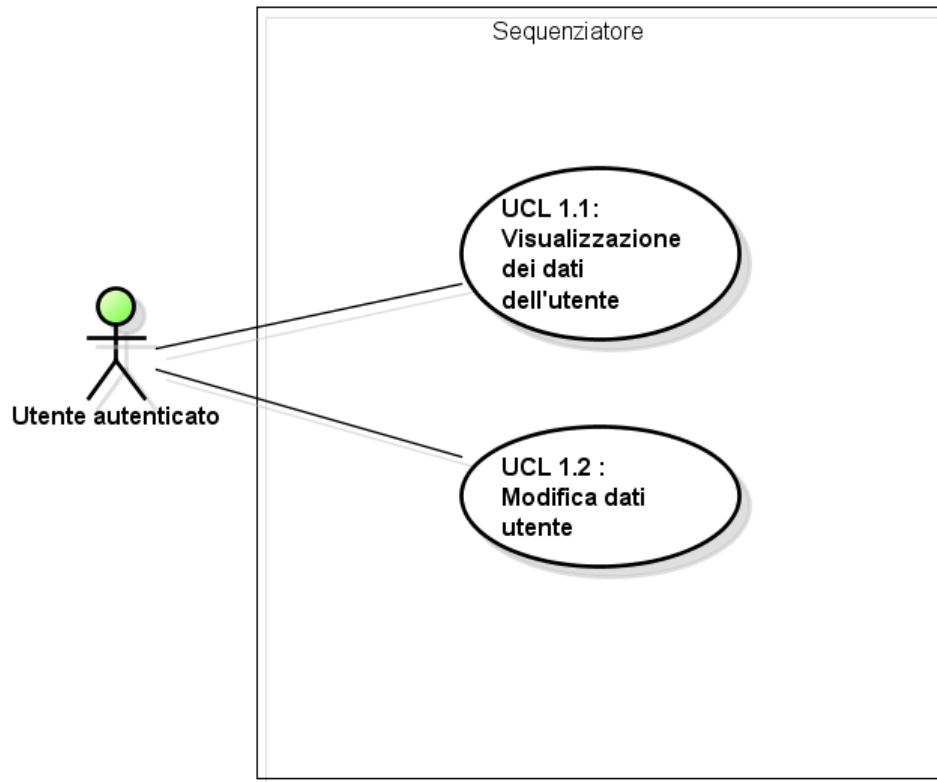 Sequenziatore
UCL 1.1:
Visualizzazione
dei dati
dell'utente
Utente autenticato
UCL 1.2 :
Modifica dati
utente